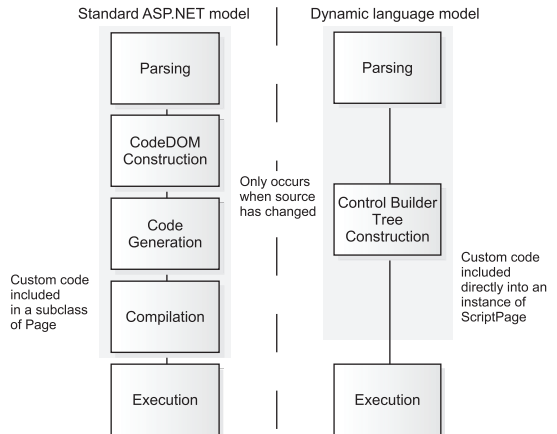 Standard ASP.NET model
Parsing
CodeDOM
Construction
Code
Generation
Custom code
included
in a subclass
of Page
Compilation
Execution
Only occurs
when source
has changed
Dynamic language model
Parsing
Control Builder
Tree
Construction
Custom code
included
directly into an
instance of
ScriptPage
Execution